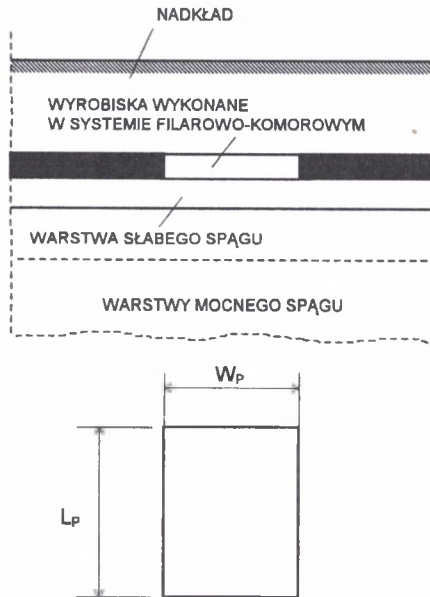 NADKŁAD
WYROBISKA WYKONANE
W SYSTEMIE FILAROWO-KOMOROWYM
WARSTWA SŁABEGO SPĄGU
WARSTWY MOCNEGO SPĄGU
WP
LP